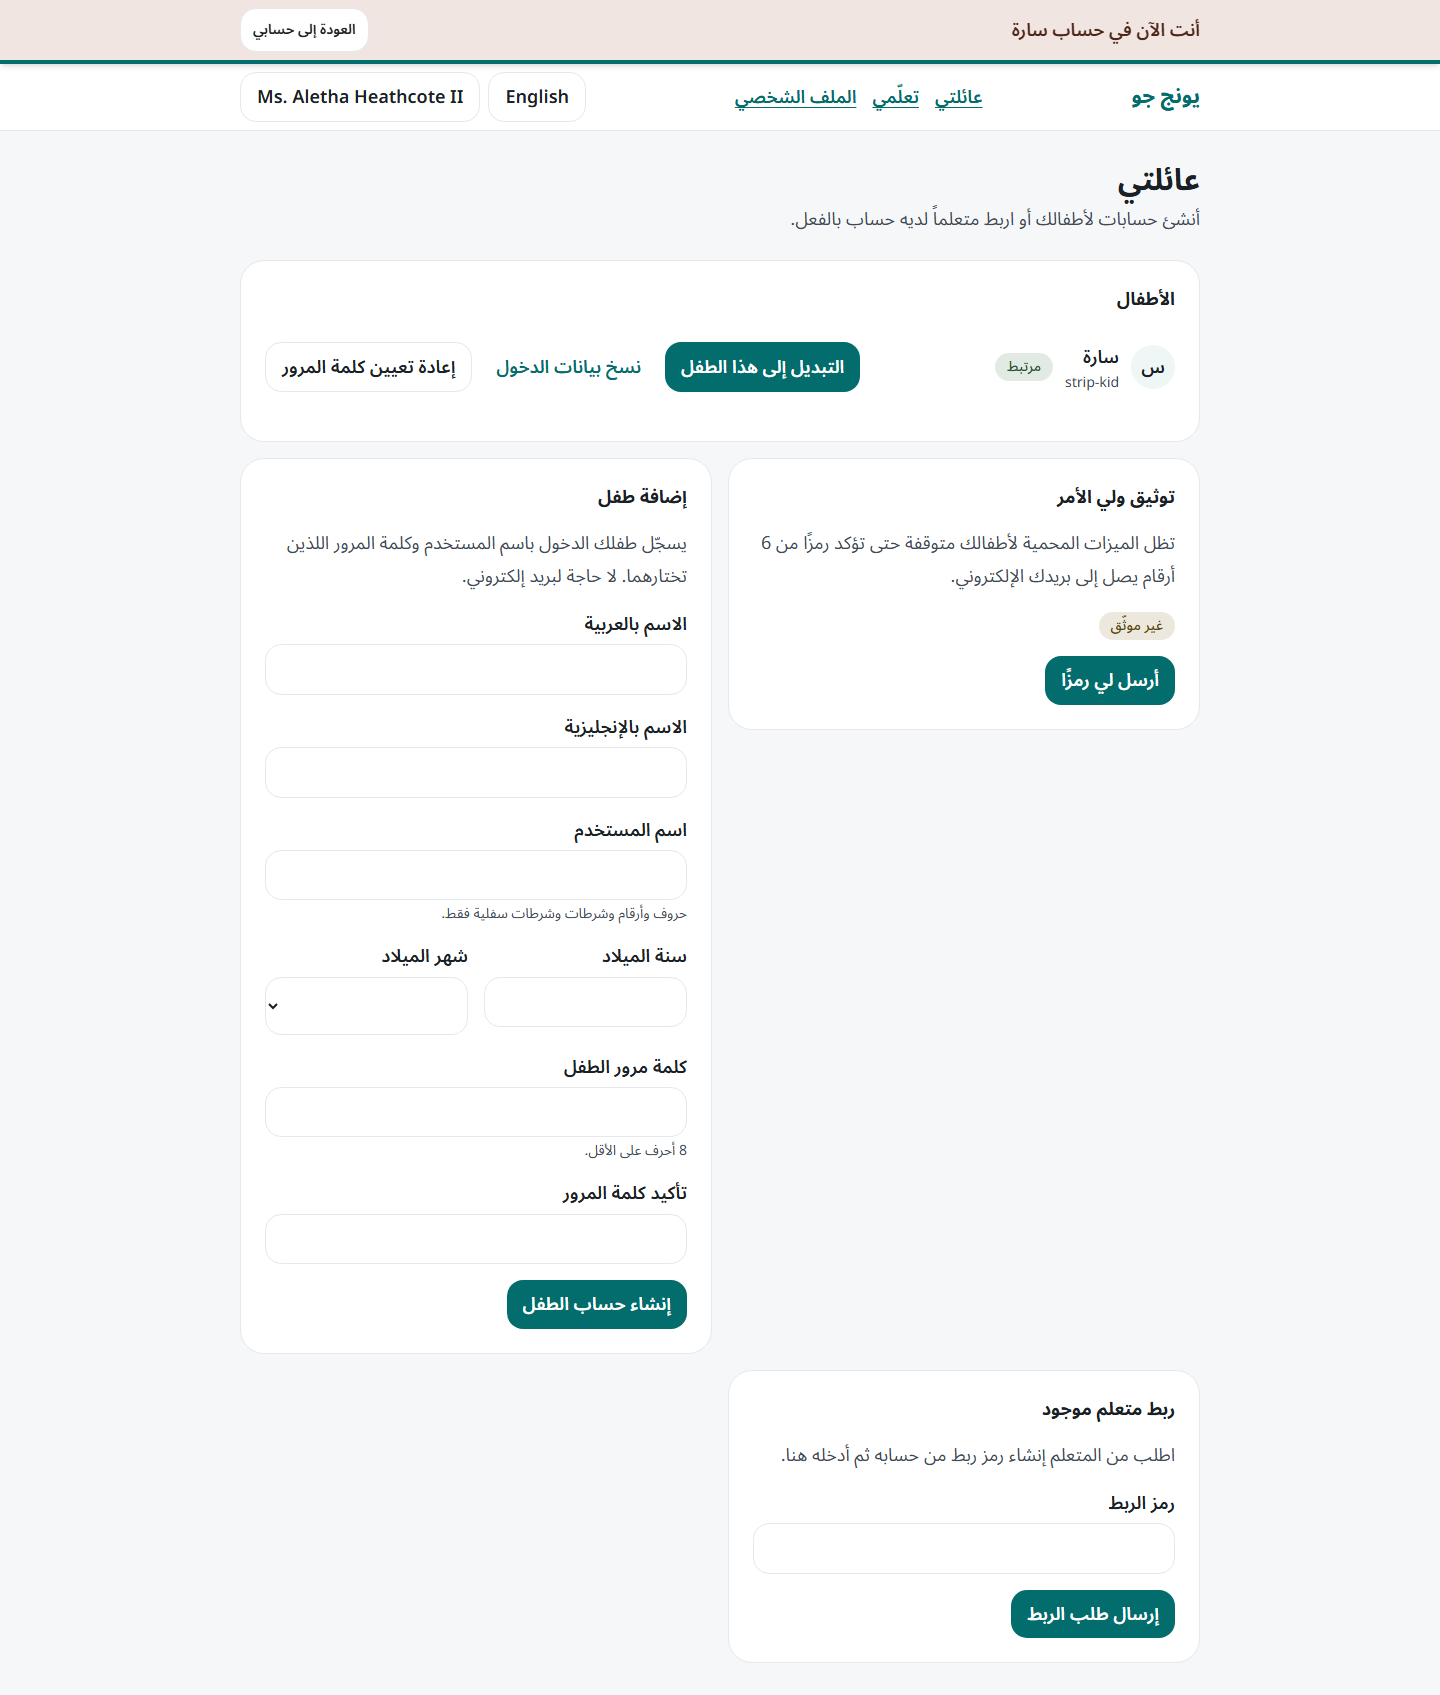 أنت الآن في حساب سارة
العودة إلى حسابي
يونج جو
عائلتي
تعلّمي
الملف الشخصي
English
Ms. Aletha Heathcote II
عائلتي
أنشئ حسابات لأطفالك أو اربط متعلماً لديه حساب بالفعل.
الأطفال
س
سارة
strip-kid
مرتبط
التبديل إلى هذا الطفل
نسخ بيانات الدخول
إعادة تعيين كلمة المرور
توثيق ولي الأمر
تظل الميزات المحمية لأطفالك متوقفة حتى تؤكد رمزًا من 6
أرقام يصل إلى بريدك الإلكتروني.
غير موثّق
أرسل لي رمزًا
إضافة طفل
يسجّل طفلك الدخول باسم المستخدم وكلمة المرور اللذين
تختارهما. لا حاجة لبريد إلكتروني.
الاسم بالعربية
الاسم بالإنجليزية
اسم المستخدم
حروف وأرقام وشرطات وشرطات سفلية فقط.
سنة الميلاد
شهر الميلاد
كلمة مرور الطفل
8 أحرف على الأقل.
تأكيد كلمة المرور
إنشاء حساب الطفل
ربط متعلم موجود
اطلب من المتعلم إنشاء رمز ربط من حسابه ثم أدخله هنا.
رمز الربط
إرسال طلب الربط